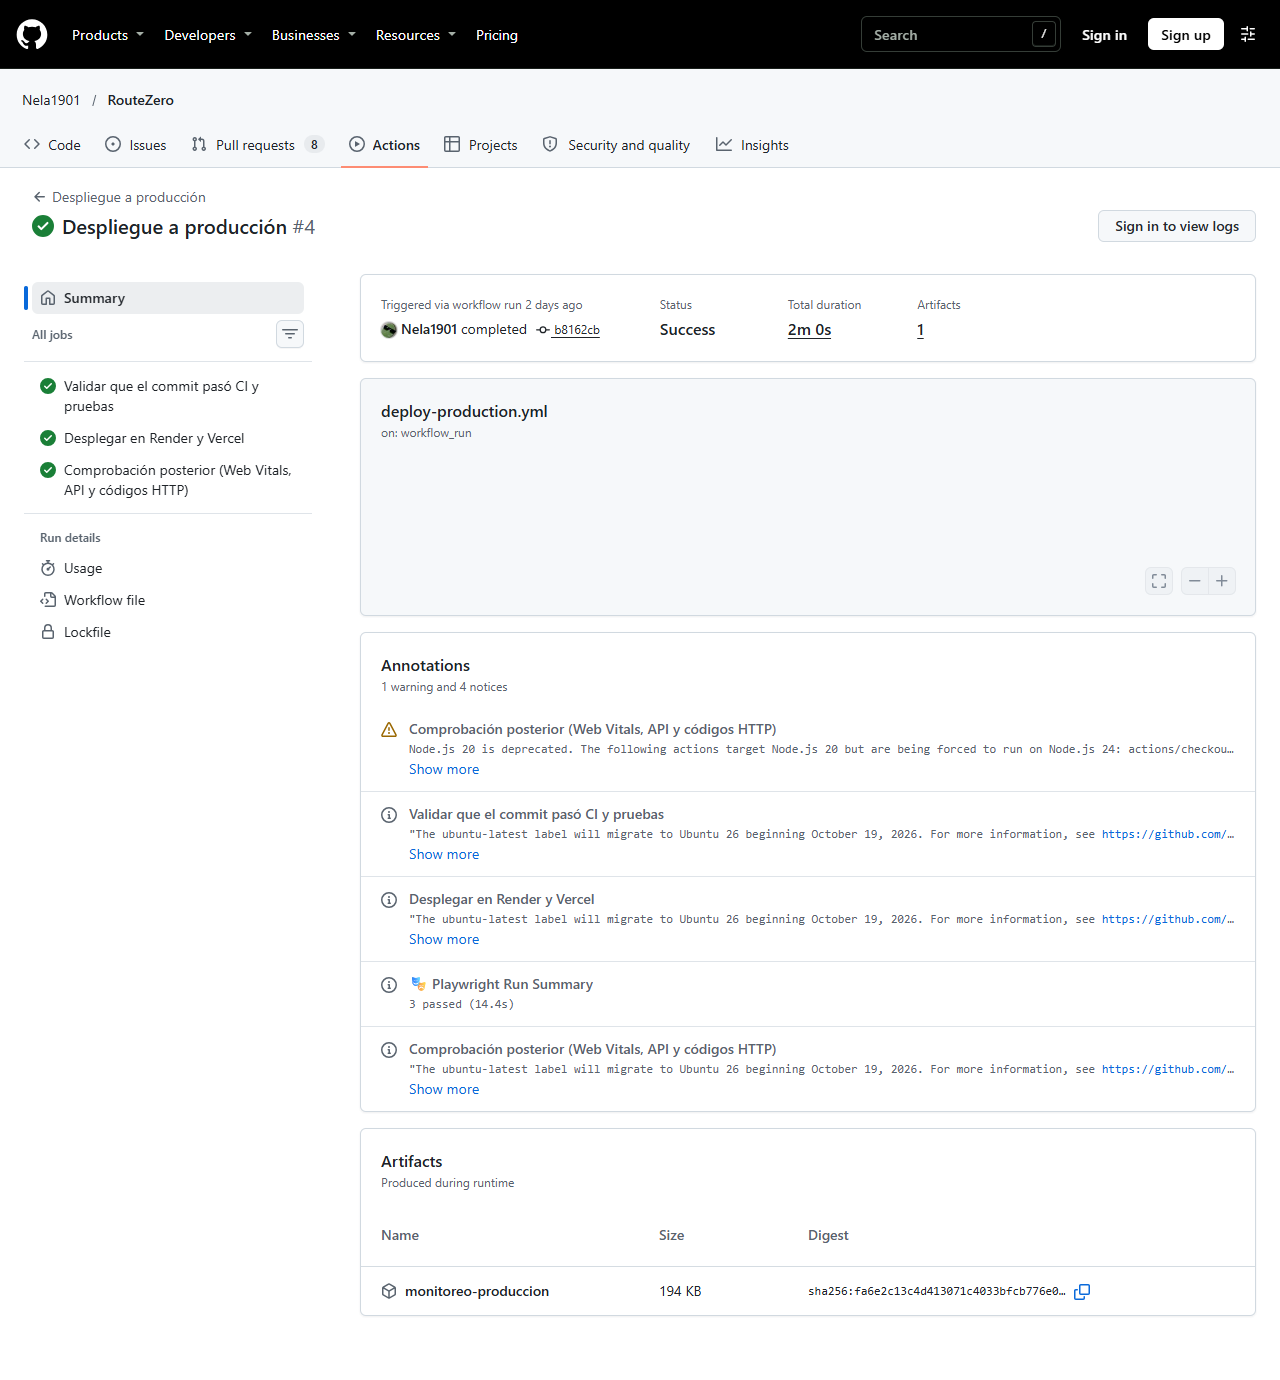 Products
Developers
Businesses
Resources
Pricing
Search
/
Sign in
Sign up
Nela1901 / RouteZero
Code
Issues
Pull requests 8
Actions
Projects
Security and quality
Insights
Despliegue a producción
Despliegue a producción #4
Sign in to view logs
Summary
All jobs
Validar que el commit pasó CI y
pruebas
Desplegar en Render y Vercel
Comprobación posterior (Web Vitals,
API y códigos HTTP)
Run details
Usage
Workflow file
Lockfile
Triggered via workflow run 2 days ago
Nela1901 completed b8162cb
Status
Success
Total duration
2m 0s
Artifacts
1
deploy-production.yml
on: workflow_run
Annotations
1 warning and 4 notices
Comprobación posterior (Web Vitals, API y códigos HTTP)
Node.js 20 is deprecated. The following actions target Node.js 20 but are being forced to run on Node.js 24: actions/checkou…
Show more
Validar que el commit pasó CI y pruebas
"The ubuntu-latest label will migrate to Ubuntu 26 beginning October 19, 2026. For more information, see https://github.com/…
Show more
Desplegar en Render y Vercel
"The ubuntu-latest label will migrate to Ubuntu 26 beginning October 19, 2026. For more information, see https://github.com/…
Show more
🎭 Playwright Run Summary
3 passed (14.4s)
Comprobación posterior (Web Vitals, API y códigos HTTP)
"The ubuntu-latest label will migrate to Ubuntu 26 beginning October 19, 2026. For more information, see https://github.com/…
Show more
Artifacts
Produced during runtime
Name
Size
Digest
monitoreo-produccion
194 KB
sha256:fa6e2c13c4d413071c4033bfcb776e0…